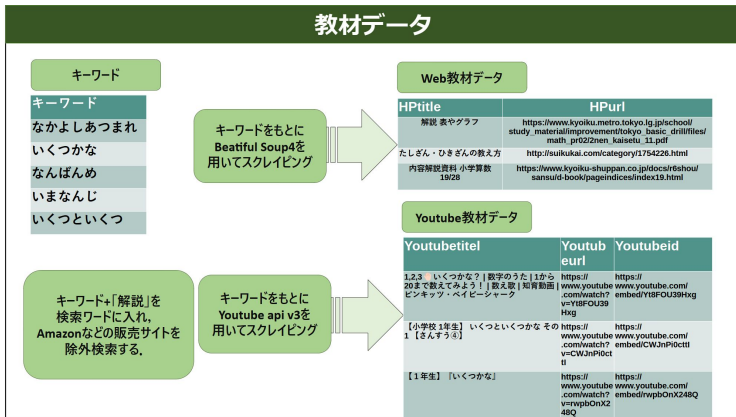 教材データ
キーワード
キーワード
なかよしあつまれ
いくつかな
なんばんめ
いまなんじ
いくつといくつ
キーワードをもとに
Beatiful Soup4を
用いてスクレイピング
Web教材データ
HPtitle HPurl
解説 表やグラフ
https://www.kyoiku.metro.tokyo.lg.jp/school/
study_material/improvement/tokyo_basic_drill/files/
math_pr02/2nen_kaisetu_11.pdf
たしざん・ひきざんの教え方 http://suikukai.com/category/1754226.html
内容解説資料 小学算数
19/28
https://www.kyoiku-shuppan.co.jp/docs/r6shou/
sansu/d-book/pageindices/index19.html
キーワード+「解説」を
検索ワードに入れ,
Amazonなどの販売サイトを
除外検索する.
キーワードをもとに
Youtube api v3を
用いてスクレイピング
Youtube教材データ
Youtubetitel
Youtub
eurl
Youtubeid
1,2,3 いくつかな？ | 数字のうた | 1から
20まで数えてみよう！ | 数え歌 | 知育動画 |
ピンキッツ・ベイビーシャーク
https://
www.youtube
.com/watch?
v=Yt8FOU39
Hxg
https://
www.youtube.com/
embed/Yt8FOU39Hxg
【小学校 1年生】 いくつといくつ その
1 【さんすう④】
https://
www.youtube
.com/watch?
v=CWJnPi0ct
tI
https://
www.youtube.com/
embed/CWJnPi0cttI
【１年生】『いくつかな』
https://
www.youtube
.com/watch?
v=rwpbOnX2
48Q
https://
www.youtube.com/
embed/rwpbOnX248Q